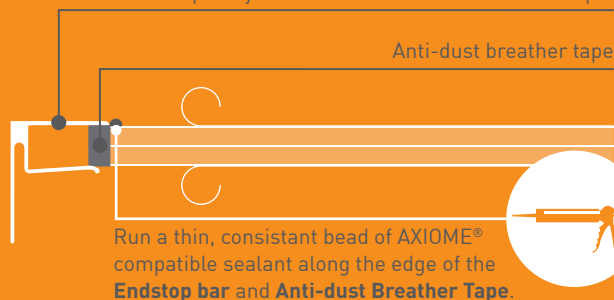 Anti-dust breather tape
Run a thin, consistant bead of AXIOME®
compatible sealant along the edge of the
Endstop bar and Anti-dust Breather Tape.